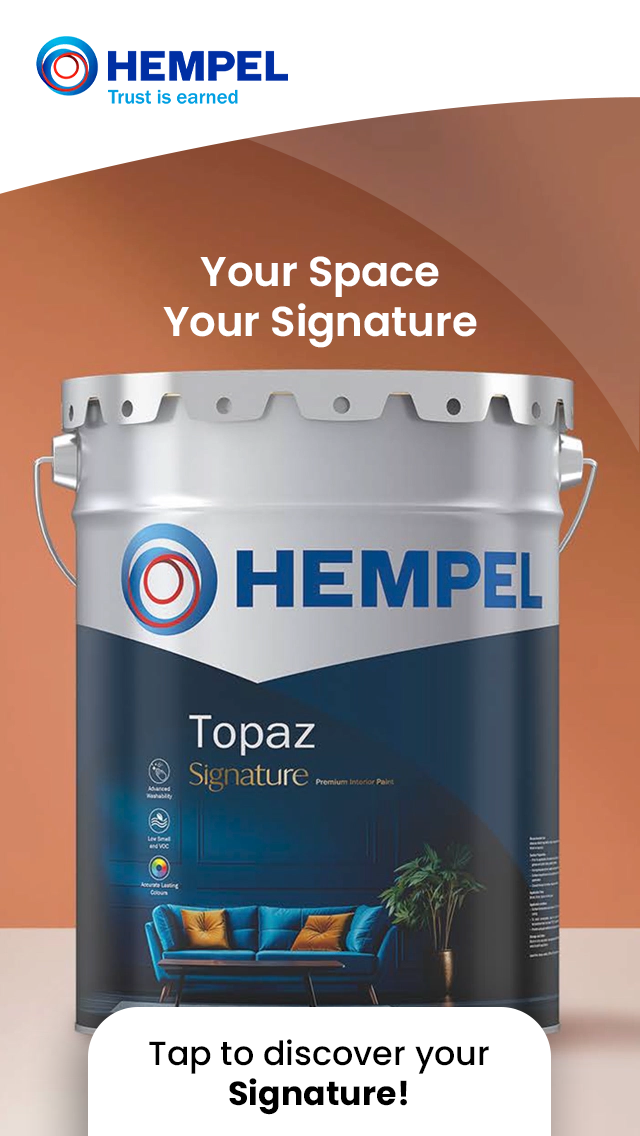 HEMPEL
Trust is earned
Your Space
Your Signature
HEMPEL
Topaz
Signature Premium Interior Paint
Advanced
Washability
Low Smell
and VOC
Accurate Lasting
Colours
Tap to discover your
Signature!